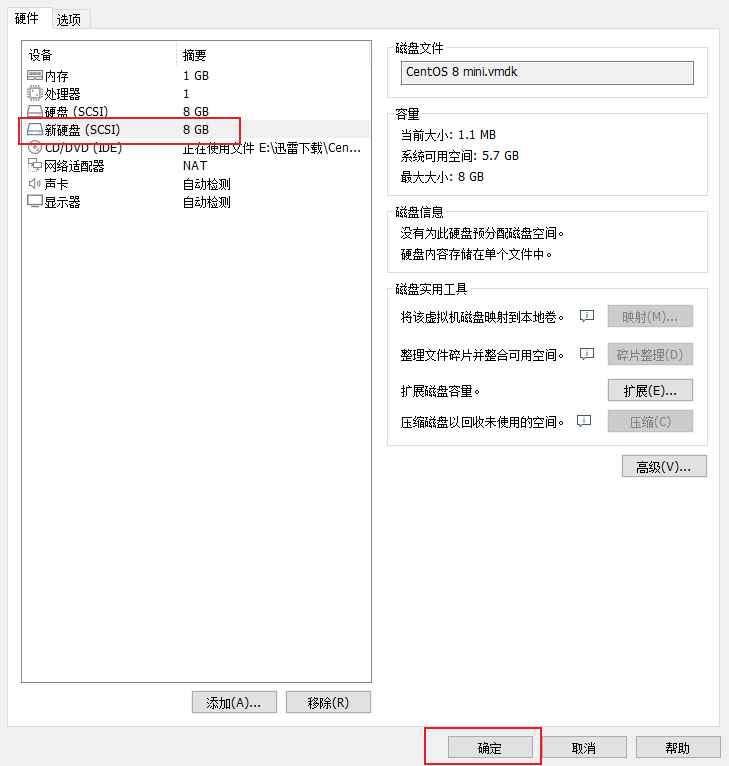 硬件 选项
设备 摘要
内存 1 GB
处理器 1
硬盘 (SCSI) 8 GB
新硬盘 (SCSI) 8 GB
CD/DVD (IDE) 正在使用文件 E:\迅雷下载\Cen...
网络适配器 NAT
声卡 自动检测
显示器 自动检测
添加(A)... 移除(R)
磁盘文件
CentOS 8 mini.vmdk
容量
当前大小: 1.1 MB
系统可用空间: 5.7 GB
最大大小: 8 GB
磁盘信息
没有为此硬盘预分配磁盘空间。
硬盘内容存储在单个文件中。
磁盘实用工具
将该虚拟机磁盘映射到本地卷。 映射(M)...
整理文件碎片并整合可用空间。 碎片整理(D)
扩展磁盘容量。 扩展(E)...
压缩磁盘以回收未使用的空间。 压缩(C)
高级(V)...
确定 取消 帮助